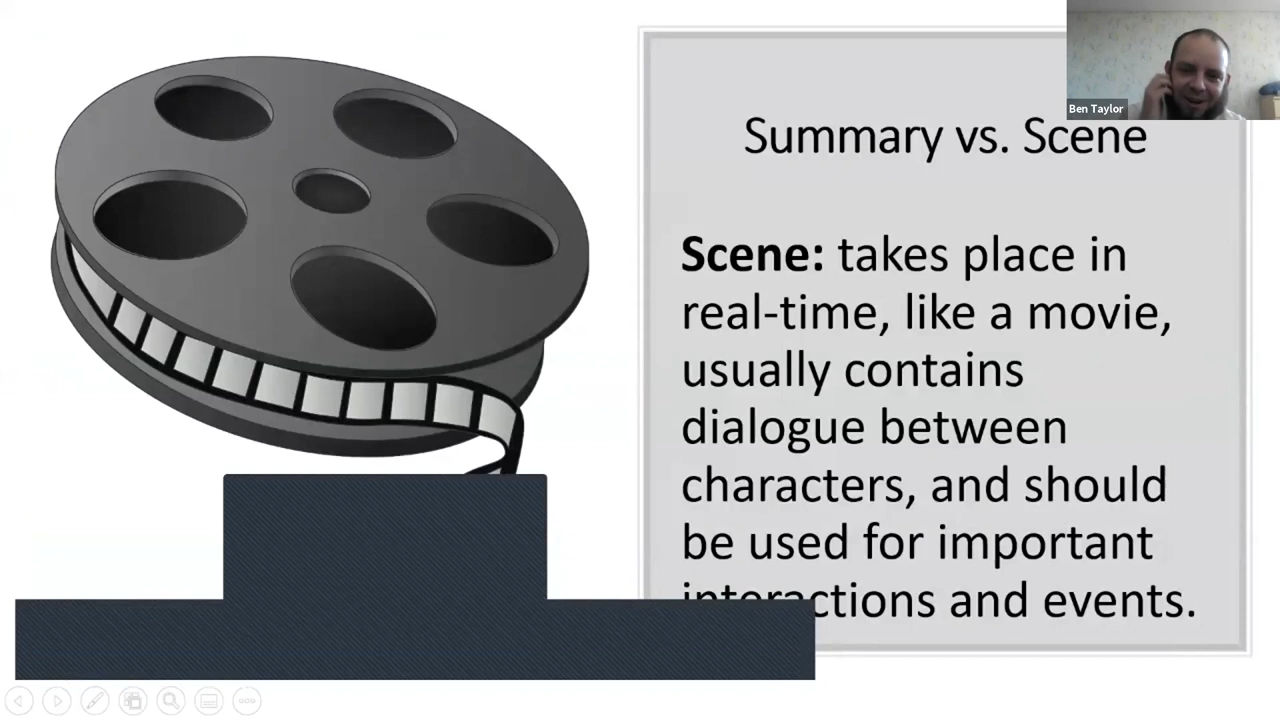 Ben Taylor
Summary vs. Scene
Scene: takes place in
real-time, like a movie,
usually contains
dialogue between
characters, and should
be used for important
interactions and events.